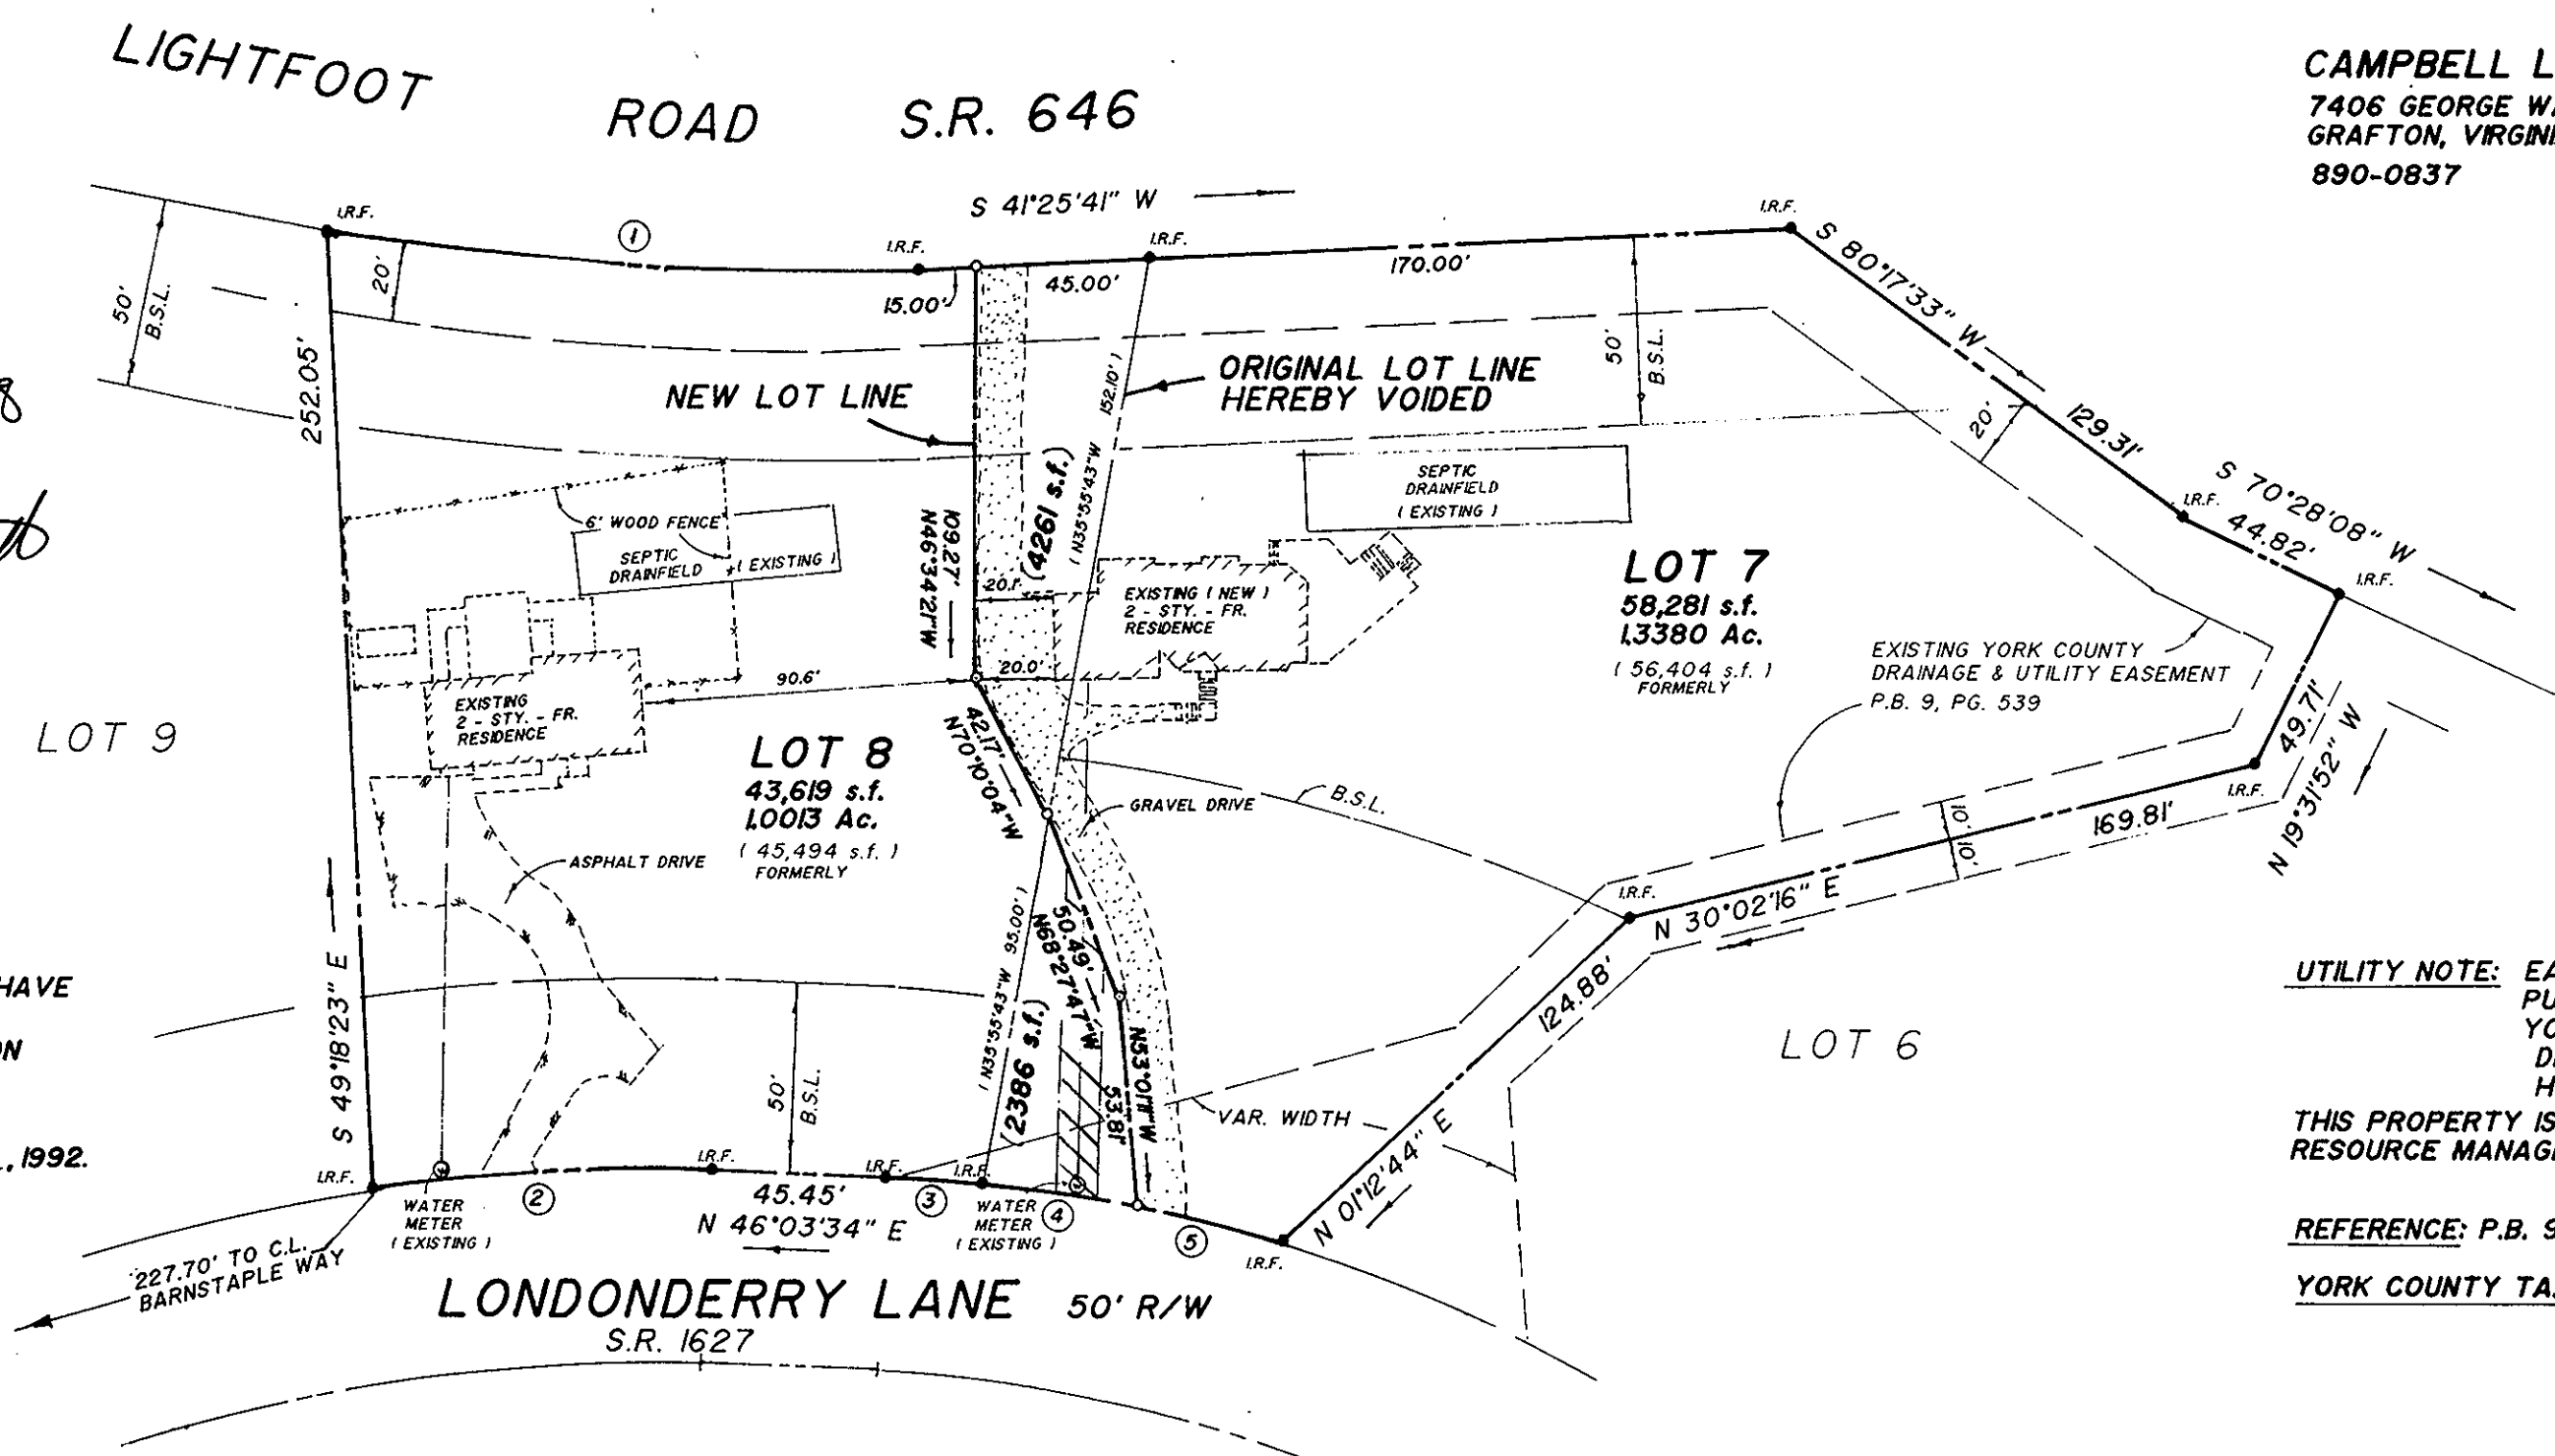 LIGHTFOOT ROAD S.R. 646
CAMPBELL L
7406 GEORGE WA
GRAFTON, VIRGINI
890-0837
S 41°25'41" W
I.R.F.
1
I.R.F.
I.R.F.
I.R.F.
20'
50'
B.S.L.
15.00'
45.00'
170.00'
S 80°17'33" W
129.31'
20'
50'
B.S.L.
252.05'
NEW LOT LINE
ORIGINAL LOT LINE
HEREBY VOIDED
152.10' )
( N35°55'43"W
(4261 s.f.)
109.27'
N46°34'21"W
6' WOOD FENCE
SEPTIC
DRAINFIELD
( EXISTING )
SEPTIC
DRAINFIELD
( EXISTING )
S 70°28'08" W
I.R.F.
44.82'
I.R.F.
20.1'
EXISTING ( NEW )
2 - STY. - FR.
RESIDENCE
LOT 7
58,281 s.f.
1.3380 Ac.
( 56,404 s.f. )
FORMERLY
EXISTING YORK COUNTY
DRAINAGE & UTILITY EASEMENT
P.B. 9, PG. 539
20.0'
90.6'
EXISTING
2 - STY. - FR.
RESIDENCE
LOT 9
LOT 8
43,619 s.f.
1.0013 Ac.
( 45,494 s.f. )
FORMERLY
42.17'
N70°10'04"W
GRAVEL DRIVE
B.S.L.
49.71'
N 19°31'52" W
I.R.F.
169.81'
10'
10'
ASPHALT DRIVE
I.R.F.
N 30°02'16" E
S 49°18'23" E
( N35°55'43"W 95.00' )
50.49'
N68°27'47"W
(2386 s.f.)
N53°01'11"W
53.81'
124.88'
LOT 6
HAVE
ON
, 1992.
UTILITY NOTE: EA
PU
YO
D
H
THIS PROPERTY IS
RESOURCE MANAG
50'
B.S.L.
VAR. WIDTH
N 01°12'44" E
I.R.F.
I.R.F.
I.R.F.
I.R.F.
I.R.F.
WATER
METER
( EXISTING )
2
45.45'
N 46°03'34" E
3
WATER
METER
( EXISTING )
4
5
REFERENCE: P.B. 9
YORK COUNTY TA
227.70' TO C.L.
BARNSTAPLE WAY
LONDONDERRY LANE 50' R/W
S.R. 1627